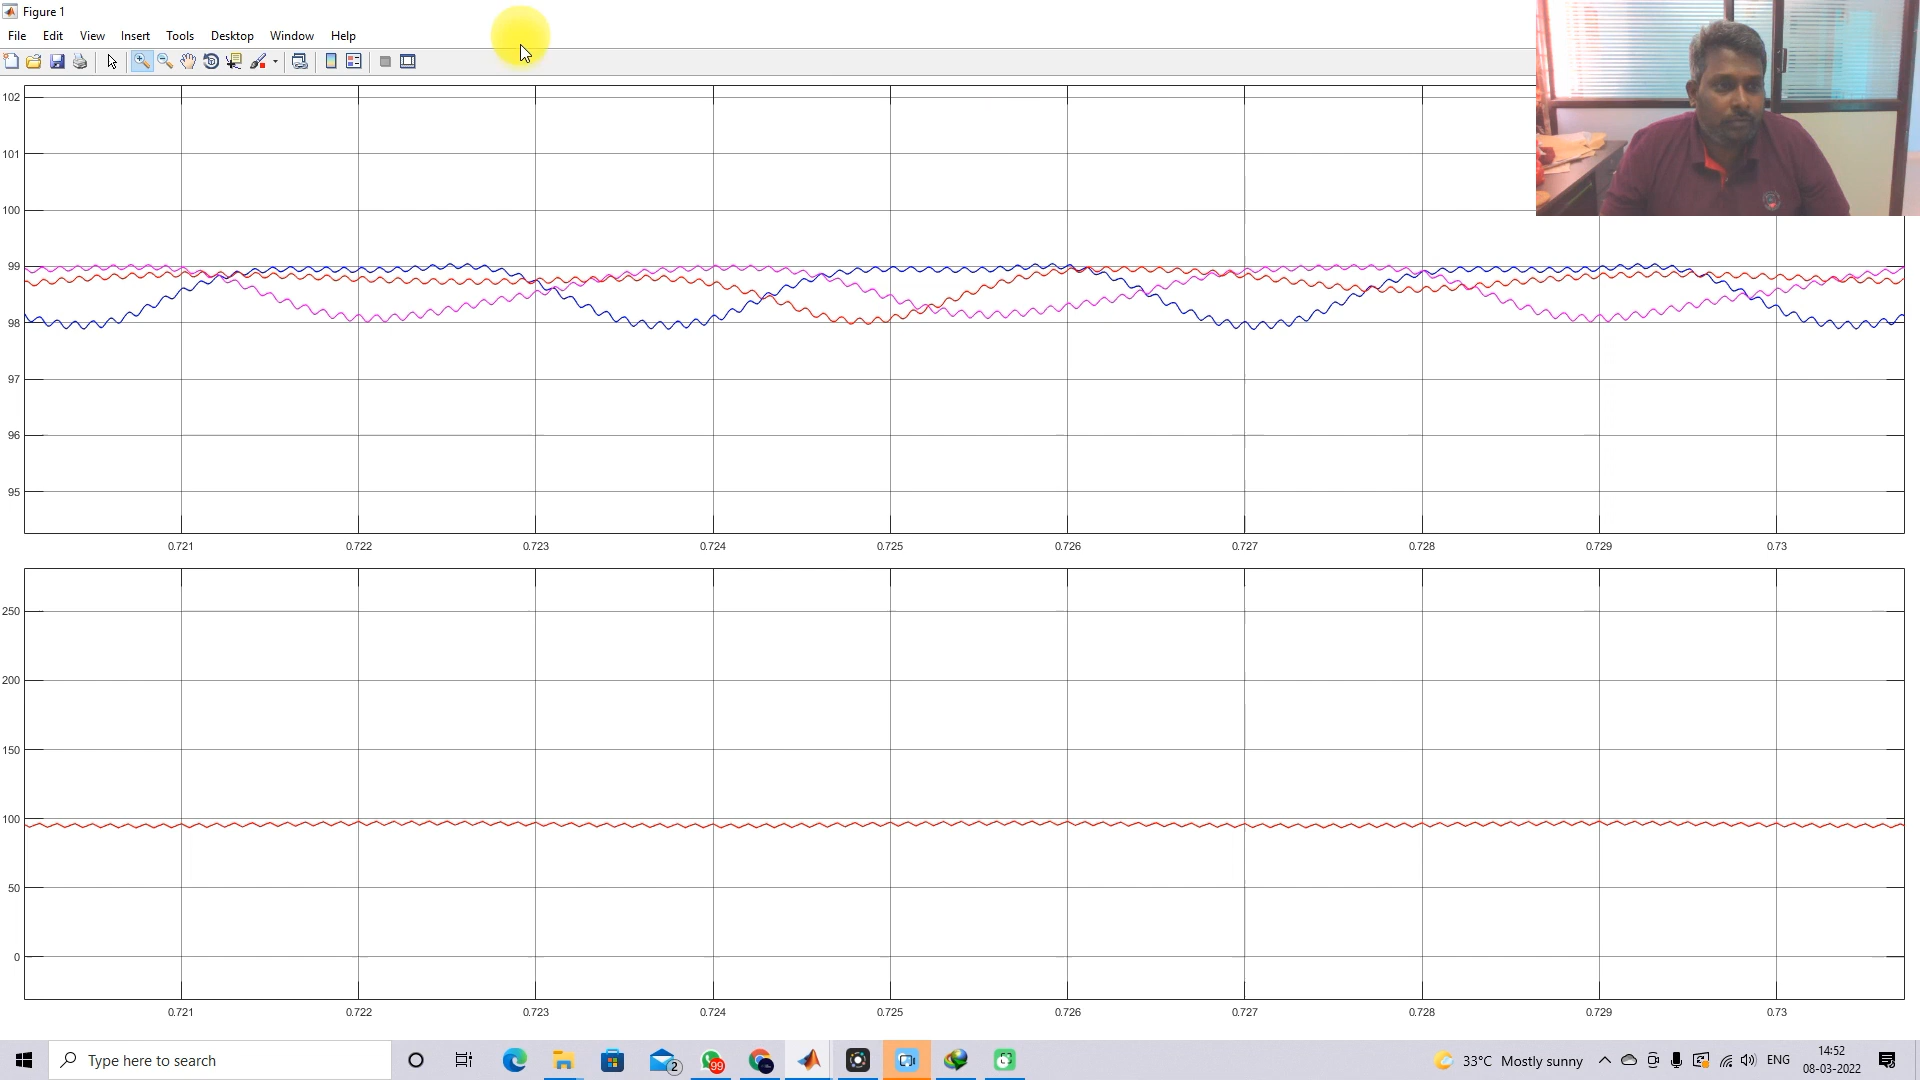 Figure 1
File Edit View Insert Tools Desktop Window Help
102
101
100
99
98
97
96
95
0.721 0.722 0.723 0.724 0.725 0.726 0.727 0.728 0.729 0.73
250
200
150
100
50
0
0.721 0.722 0.723 0.724 0.725 0.726 0.727 0.728 0.729 0.73
Type here to search
2
99
33°C Mostly sunny
ENG
14:52
08-03-2022